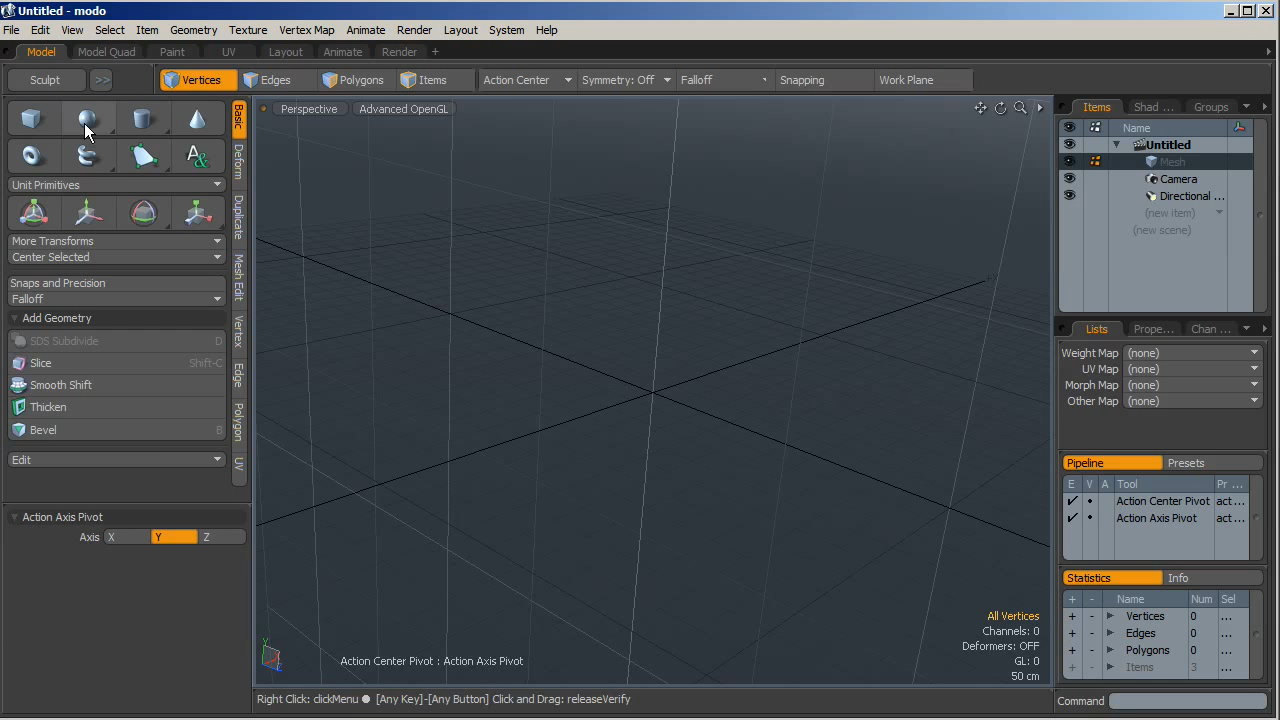 Untitled - modo
File Edit View Select Item Geometry Texture Vertex Map Animate Render Layout System Help
Model Model Quad Paint UV Layout Animate Render +
Sculpt >> Vertices Edges Polygons Items Action Center Symmetry: Off Falloff Snapping Work Plane
Basic
Deform
Duplicate
Mesh Edit
Vertex
Edge
Polygon
UV
Unit Primitives
More Transforms
Center Selected
Snaps and Precision
Falloff
Add Geometry
SDS Subdivide D
Slice Shift-C
Smooth Shift
Thicken
Bevel B
Edit
Action Axis Pivot
Axis X Y Z
Perspective Advanced OpenGL
Y
Z
All Vertices
Channels: 0
Deformers: OFF
GL: 0
50 cm
Action Center Pivot : Action Axis Pivot
Right Click: clickMenu ● [Any Key]-[Any Button] Click and Drag: releaseVerify
Items Shad ... Groups
Name
Untitled
Mesh
Camera
Directional ...
(new item)
(new scene)
Lists Prope... Chan ...
Weight Map (none)
UV Map (none)
Morph Map (none)
Other Map (none)
Pipeline Presets
E V A Tool Pr ...
Action Center Pivot act ...
Action Axis Pivot act ...
Statistics Info
+ - Name Num Sel
+ - Vertices 0 ...
+ - Edges 0 ...
+ - Polygons 0 ...
+ - Items 3 ...
Command